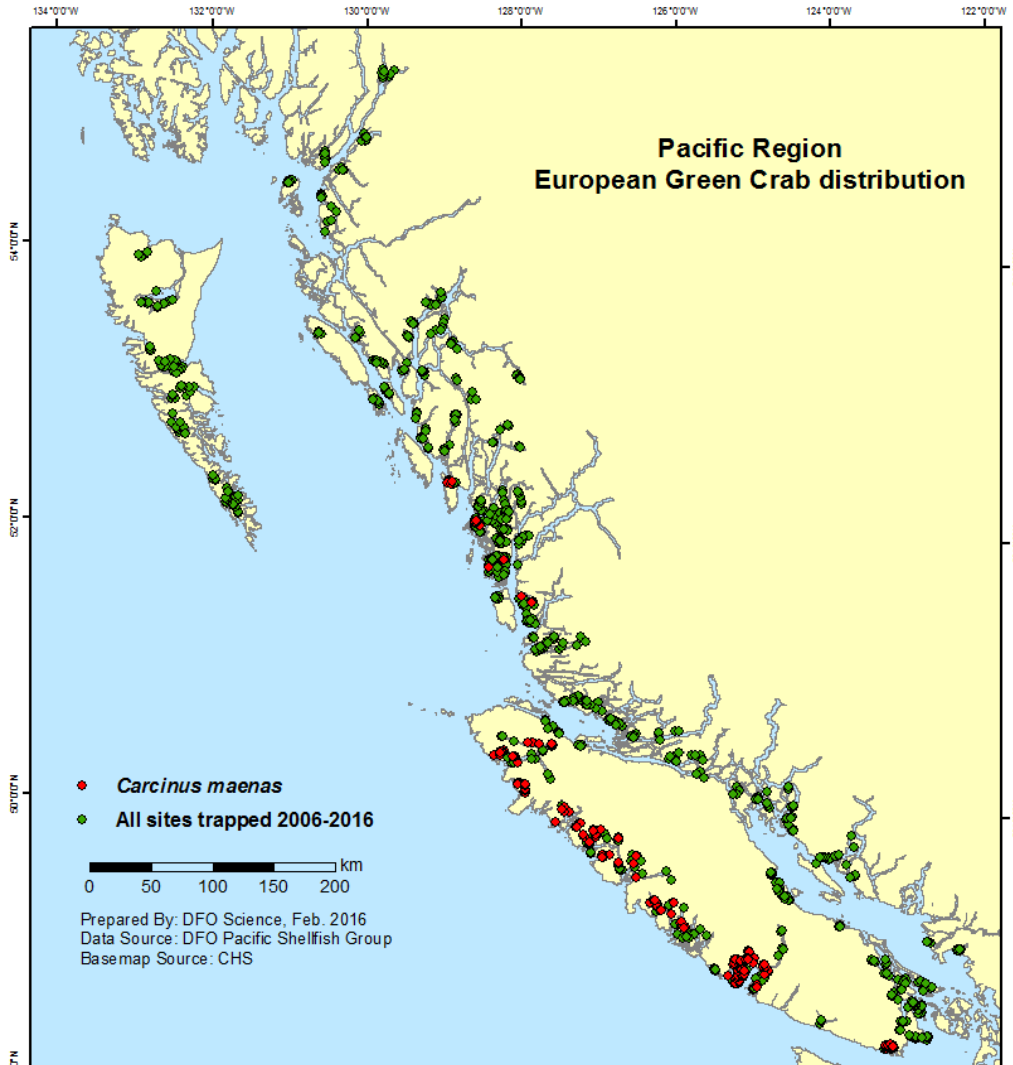 134°0'0"W 132°0'0"W 130°0'0"W 128°0'0"W 126°0'0"W 124°0'0"W 122°0'0"W
Pacific Region
European Green Crab distribution
54°0'0"N
52°0'0"N
50°0'0"N
Carcinus maenas
All sites trapped 2006-2016
km
0 50 100 150 200
Prepared By: DFO Science, Feb. 2016
Data Source: DFO Pacific Shellfish Group
Basemap Source: CHS